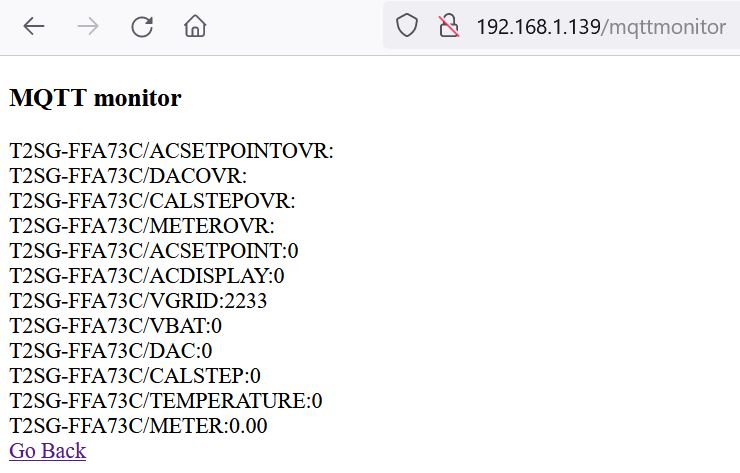 192.168.1.139/mqttmonitor
MQTT monitor
T2SG-FFA73C/ACSETPOINTOVR:
T2SG-FFA73C/DACOVR:
T2SG-FFA73C/CALSTEPOVR:
T2SG-FFA73C/METEROVR:
T2SG-FFA73C/ACSETPOINT:0
T2SG-FFA73C/ACDISPLAY:0
T2SG-FFA73C/VGRID:2233
T2SG-FFA73C/VBAT:0
T2SG-FFA73C/DAC:0
T2SG-FFA73C/CALSTEP:0
T2SG-FFA73C/TEMPERATURE:0
T2SG-FFA73C/METER:0.00
Go Back